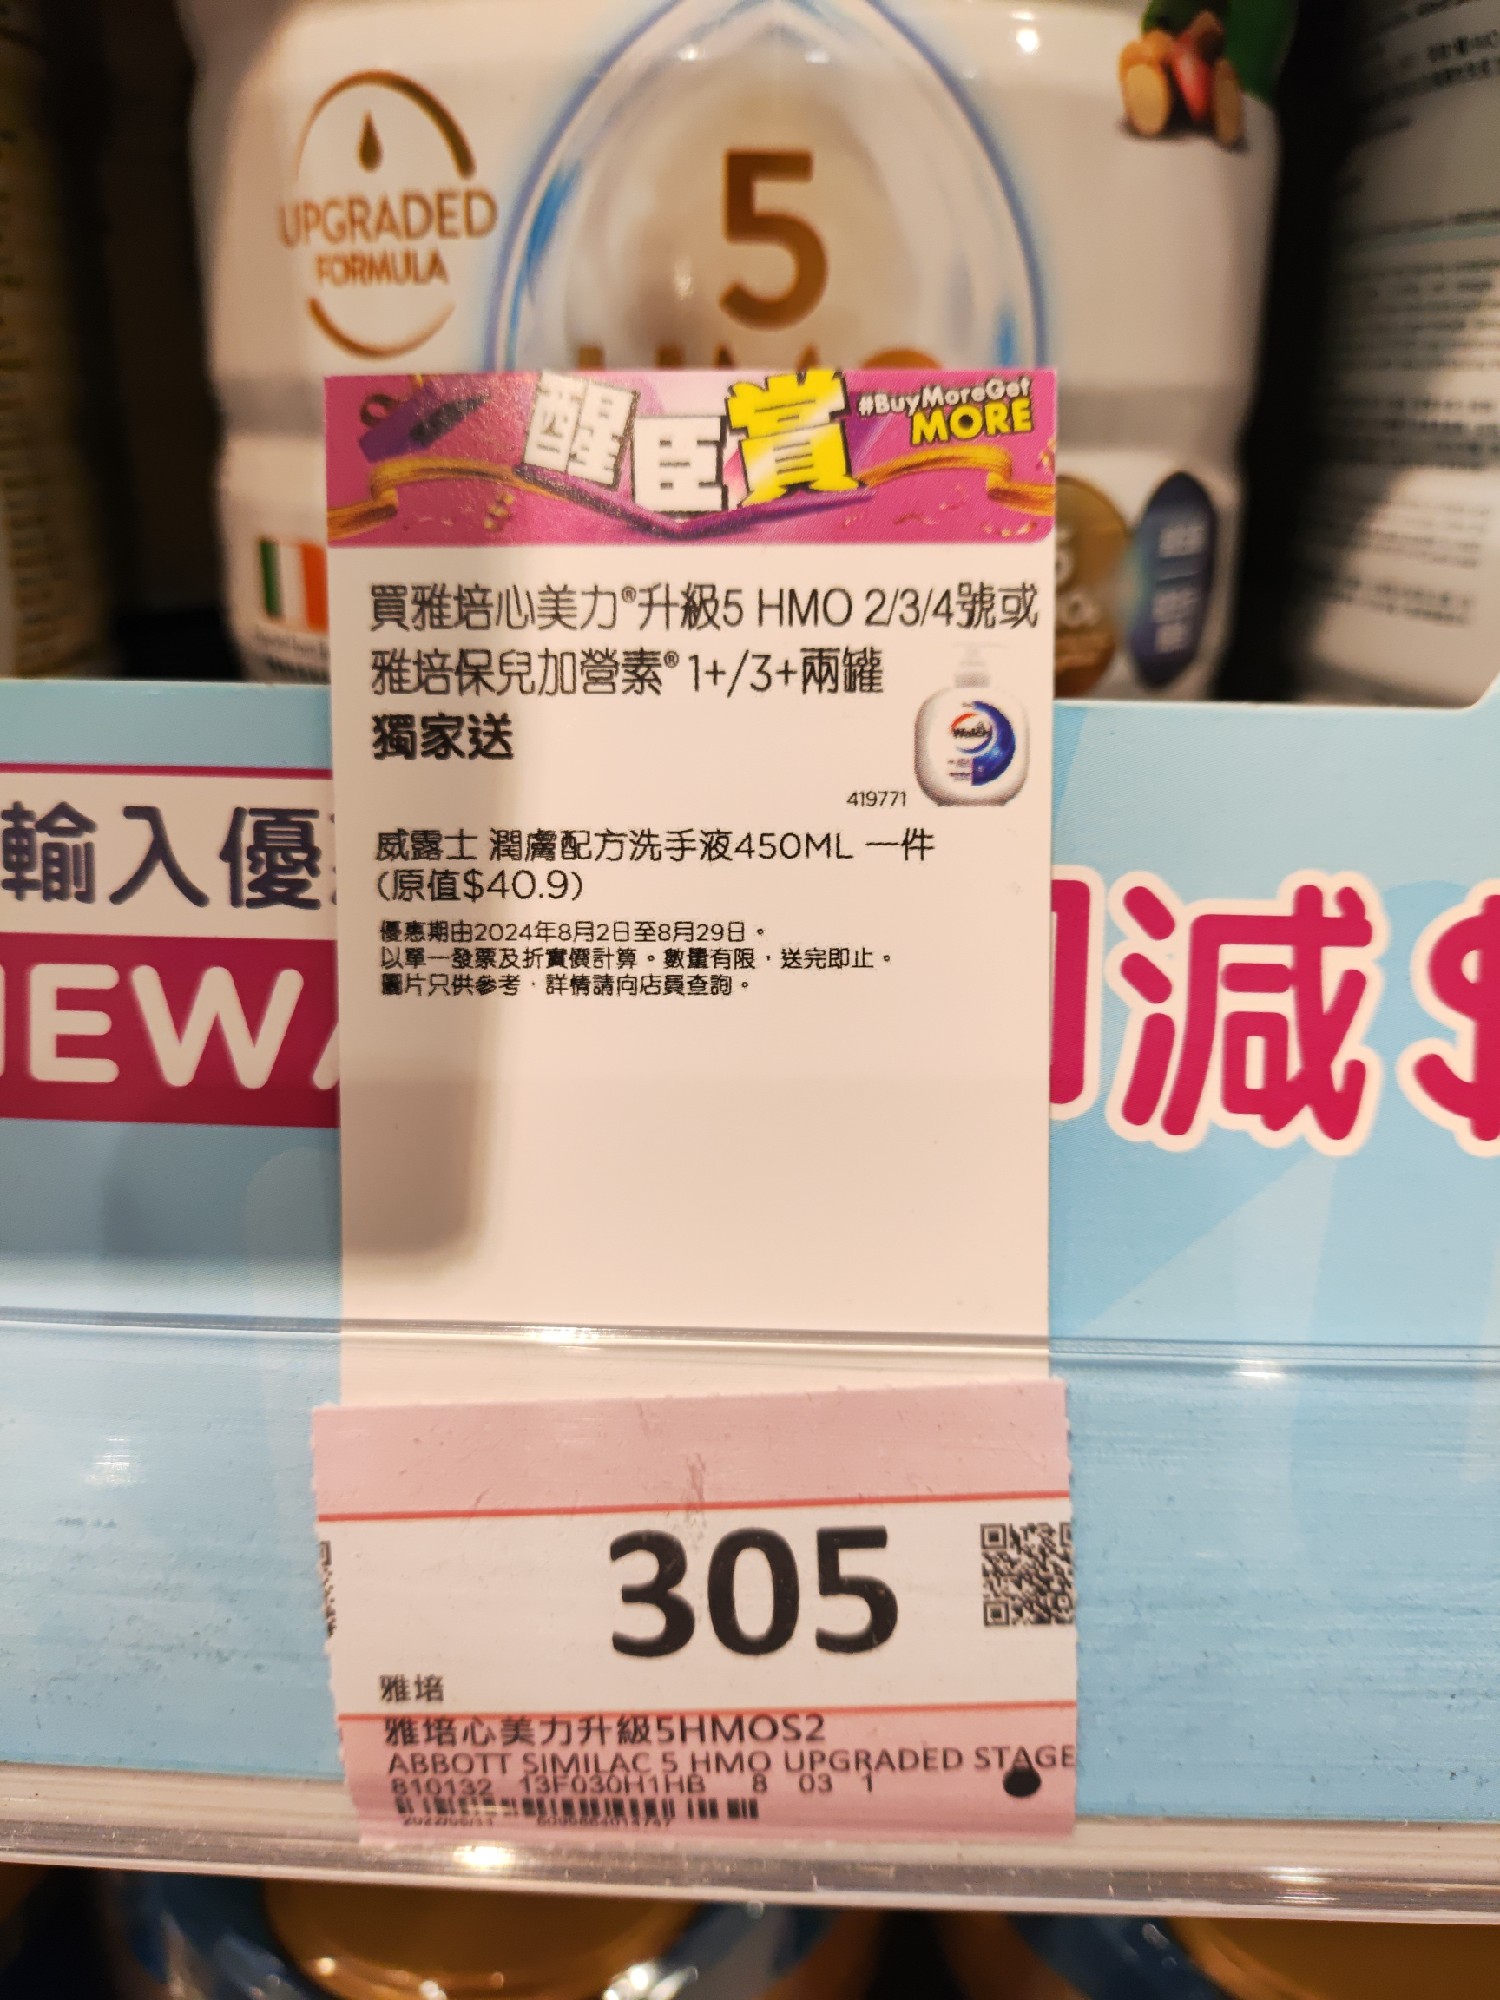 UPGRADED
FORMULA
5
醒臣賞
#BuyMoreGet
MORE
買雅培心美力®升級5 HMO 2/3/4號或
雅培保兒加營素®1+/3+兩罐
獨家送
Walch
419771
威露士 潤膚配方洗手液450ML 一件
(原值$40.9)
優惠期由2024年8月2日至8月29日。
以單一發票及折實價計算。數量有限，送完即止。
圖片只供參考，詳情請向店員查詢。
輸入優
EW
減$
305
雅培
雅培心美力升級5HMOS2
ABBOTT SIMILAC 5 HMO UPGRADED STAGE
810132 13F030H1HB 8 03 1